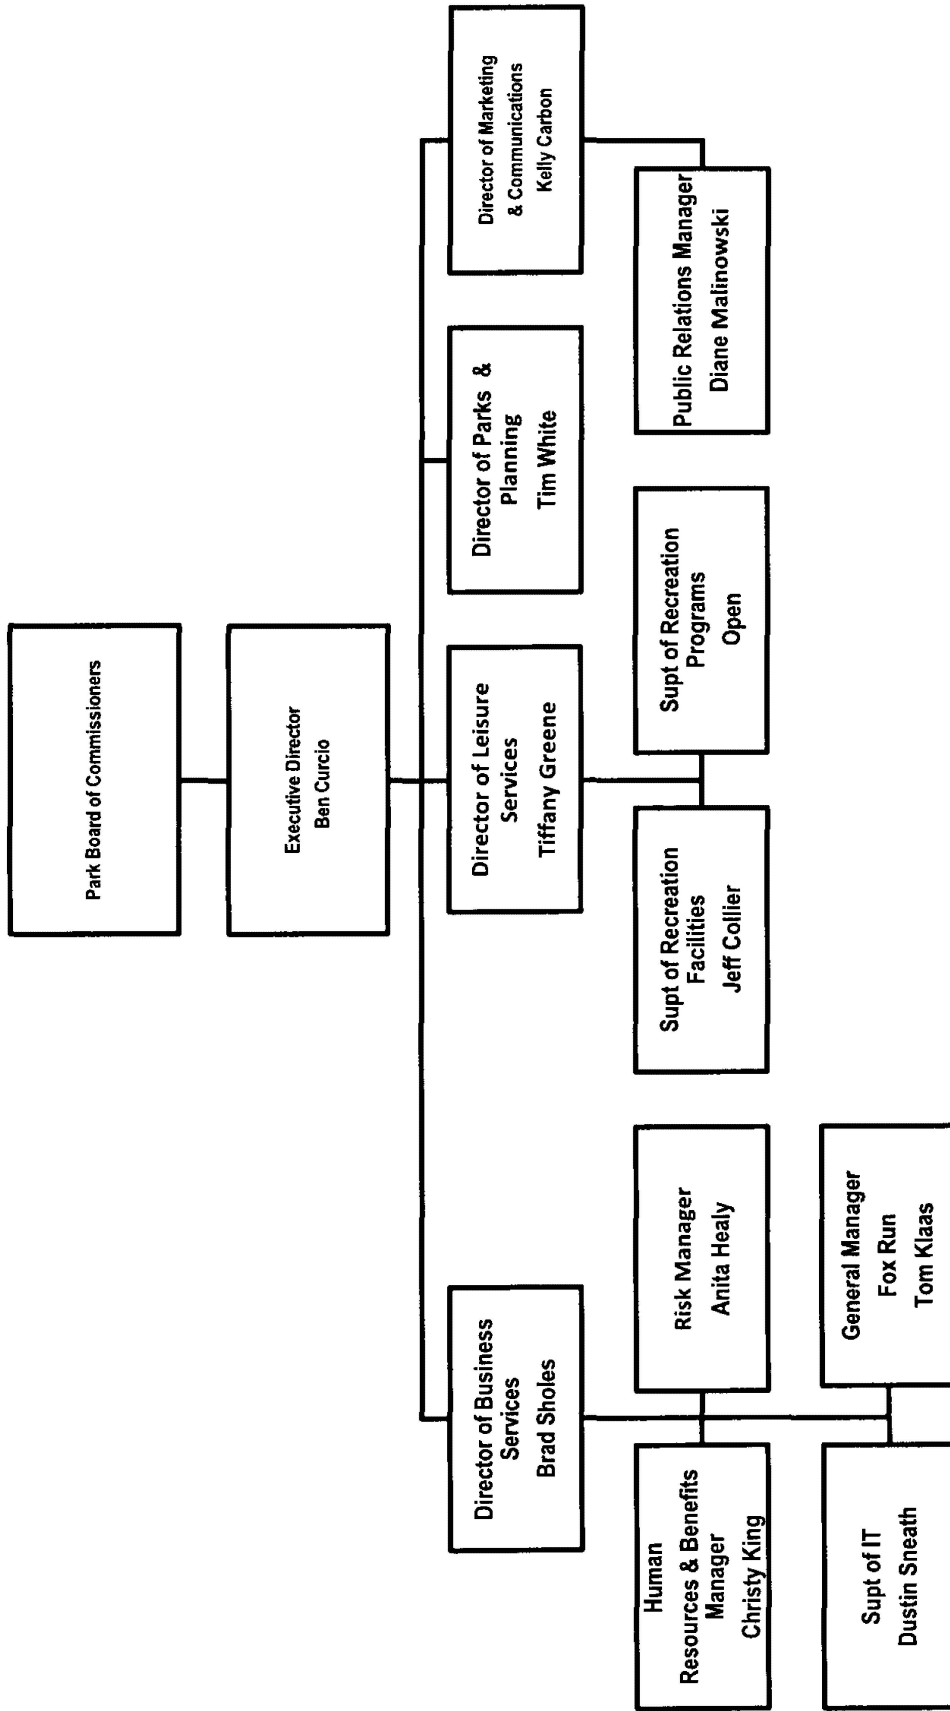 Park Board of Commissioners
Executive Director
Ben Curcio
Director of Business
Services
Brad Sholes
Director of Leisure
Services
Tiffany Greene
Director of Parks &
Planning
Tim White
Director of Marketing
& Communications
Kelly Carbon
Human
Resources & Benefits
Manager
Christy King
Risk Manager
Anita Healy
Supt of Recreation
Facilities
Jeff Collier
Supt of Recreation
Programs
Open
Public Relations Manager
Diane Malinowski
Supt of IT
Dustin Sneath
General Manager
Fox Run
Tom Klaas